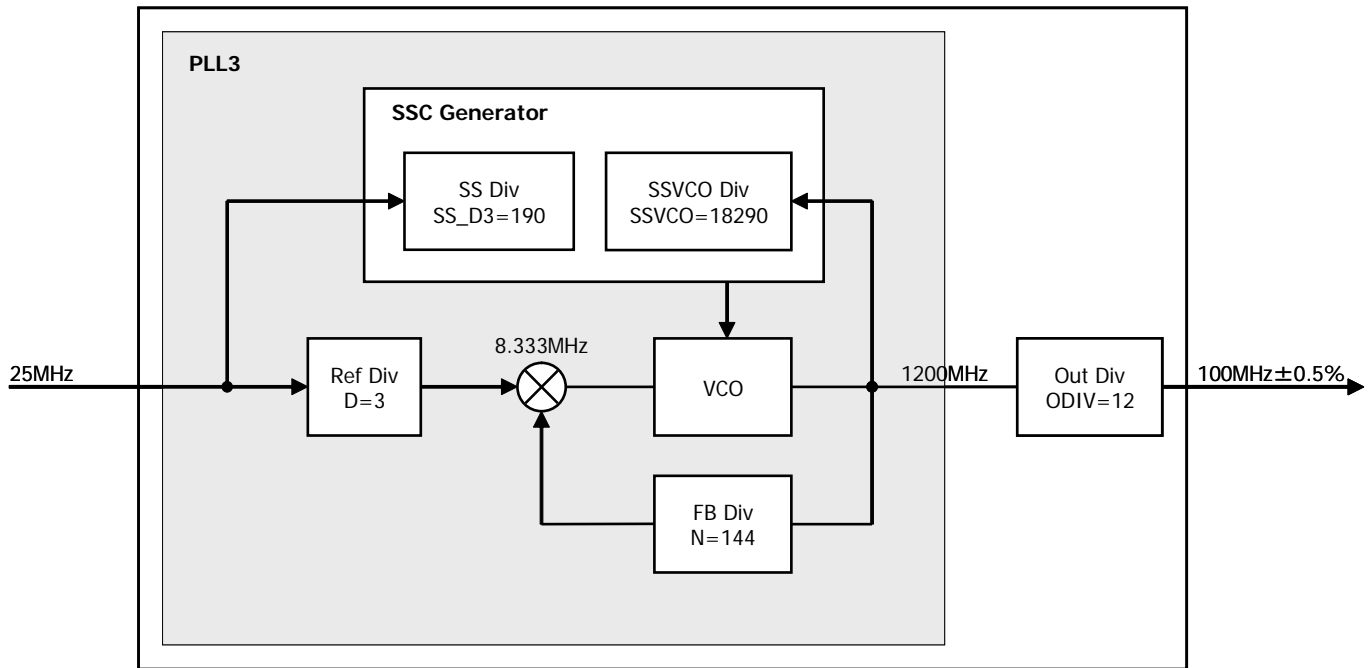 PLL3
SSC Generator
SS Div
SS_D3=190
SSVCO Div
SSVCO=18290
25MHz
Ref Div
D=3
8.333MHz
VCO
1200MHz
Out Div
ODIV=12
100MHz±0.5%
FB Div
N=144